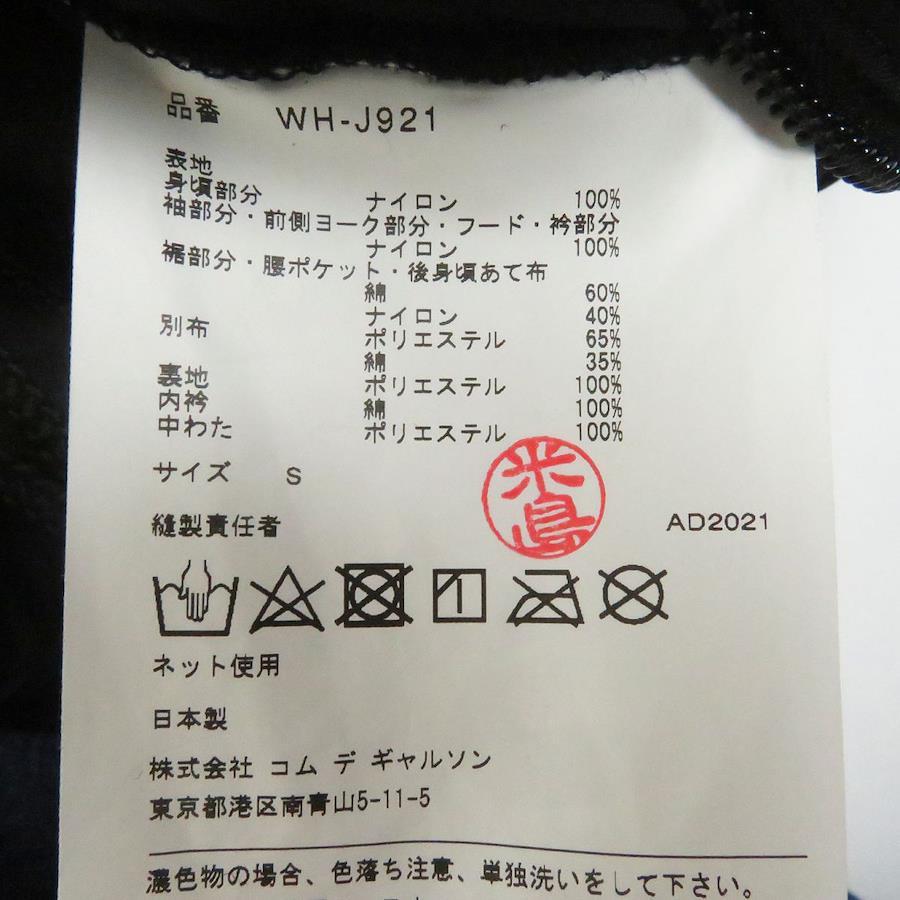 品番 WH-J921
表地
身頃部分 ナイロン 100%
袖部分・前側ヨーク部分・フード・衿部分
ナイロン 100%
裾部分・腰ポケット・後身頃あて布
綿 60%
ナイロン 40%
別布 ポリエステル 65%
綿 35%
裏地 ポリエステル 100%
内衿 綿 100%
中わた ポリエステル 100%
サイズ S
縫製責任者 米島 AD2021
ネット使用
日本製
株式会社 コム デ ギャルソン
東京都港区南青山5-11-5
濃色物の場合、色落ち注意、単独洗いをして下さい。